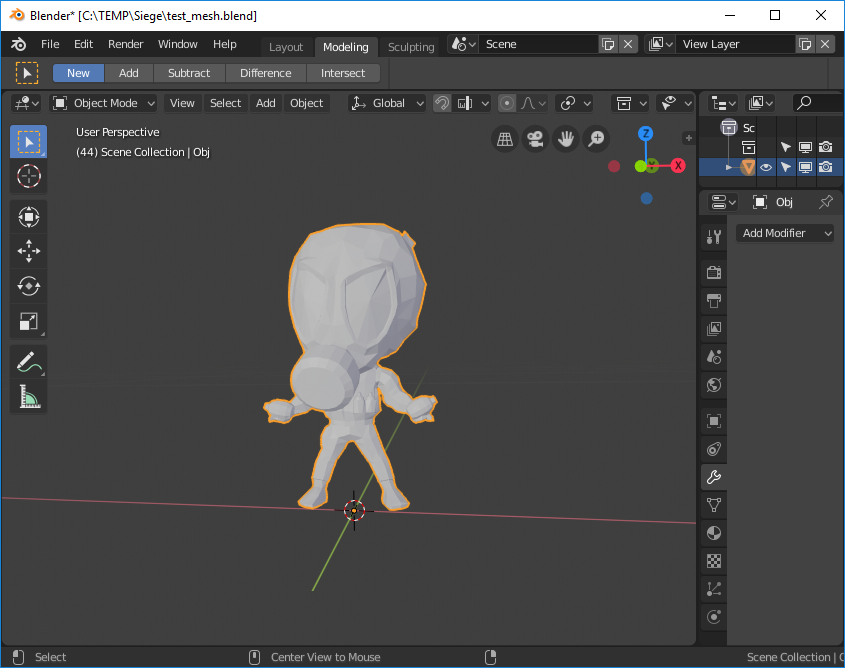 Blender* [C:\TEMP\Siege\test_mesh.blend]
File Edit Render Window Help Layout Modeling Sculpting Scene View Layer
New Add Subtract Difference Intersect
Object Mode View Select Add Object Global
User Perspective
(44) Scene Collection | Obj
Z
X
Y
Sc
Obj
Add Modifier
Select Center View to Mouse Scene Collection |